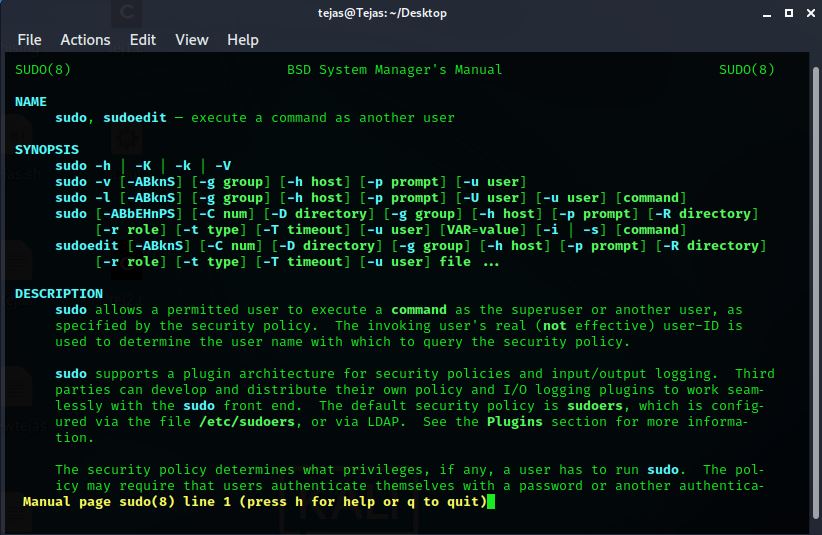 tejas@Tejas: ~/Desktop
File Actions Edit View Help
SUDO(8) BSD System Manager's Manual SUDO(8)
NAME
sudo, sudoedit — execute a command as another user
SYNOPSIS
sudo -h | -K | -k | -V
sudo -v [-ABknS] [-g group] [-h host] [-p prompt] [-u user]
sudo -l [-ABknS] [-g group] [-h host] [-p prompt] [-U user] [-u user] [command]
sudo [-ABbEHnPS] [-C num] [-D directory] [-g group] [-h host] [-p prompt] [-R directory]
[-r role] [-t type] [-T timeout] [-u user] [VAR=value] [-i | -s] [command]
sudoedit [-ABknS] [-C num] [-D directory] [-g group] [-h host] [-p prompt] [-R directory]
[-r role] [-t type] [-T timeout] [-u user] file ...
DESCRIPTION
sudo allows a permitted user to execute a command as the superuser or another user, as
specified by the security policy. The invoking user's real (not effective) user-ID is
used to determine the user name with which to query the security policy.
sudo supports a plugin architecture for security policies and input/output logging. Third
parties can develop and distribute their own policy and I/O logging plugins to work seam-
lessly with the sudo front end. The default security policy is sudoers, which is config-
ured via the file /etc/sudoers, or via LDAP. See the Plugins section for more informa-
tion.
The security policy determines what privileges, if any, a user has to run sudo. The pol-
icy may require that users authenticate themselves with a password or another authentica-
Manual page sudo(8) line 1 (press h for help or q to quit)